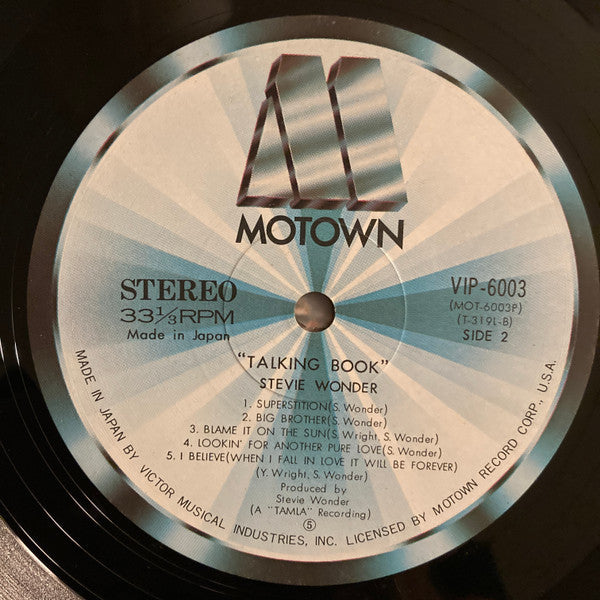 MOTOWN
STEREO
33⅓RPM
Made in Japan
VIP-6003
(MOT-6003P)
(T-319L-B)
SIDE 2
"TALKING BOOK"
STEVIE WONDER
1. SUPERSTITION(S. Wonder)
2. BIG BROTHER(S. Wonder)
3. BLAME IT ON THE SUN(S. Wright, S. Wonder)
4. LOOKIN' FOR ANOTHER PURE LOVE(S. Wonder)
5. I BELIEVE(WHEN I FALL IN LOVE IT WILL BE FOREVER)
(Y. Wright, S. Wonder)
Produced by
Stevie Wonder
(A "TAMLA" Recording)
⑤
MADE IN JAPAN BY VICTOR MUSICAL INDUSTRIES, INC. LICENSED BY MOTOWN RECORD CORP., U.S.A.